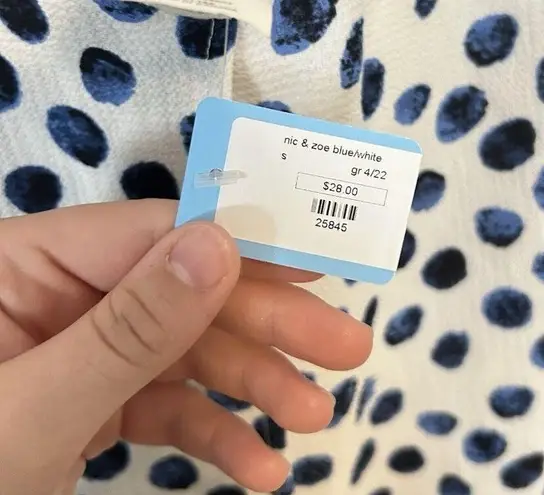 nic & zoe blue/white
s
gr 4/22
$28.00
25845